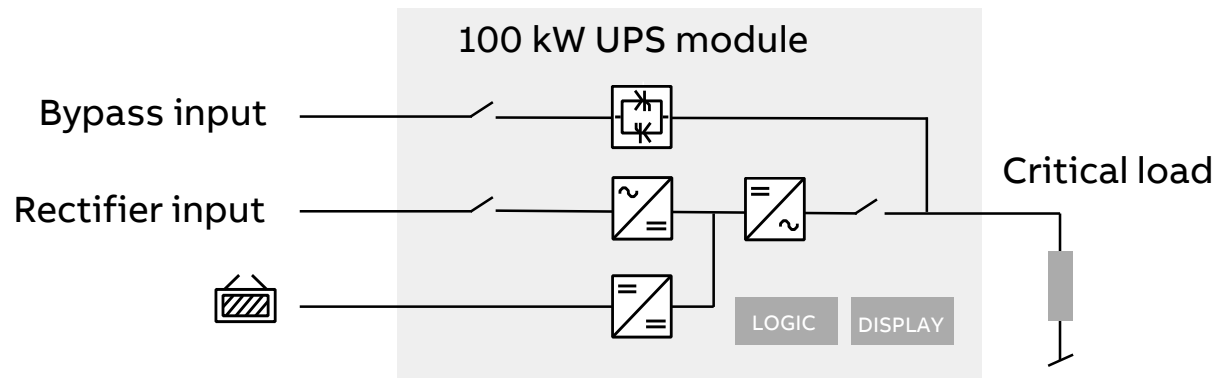 100 kW UPS module
Bypass input
Critical load
Rectifier input
LOGIC
DISPLAY